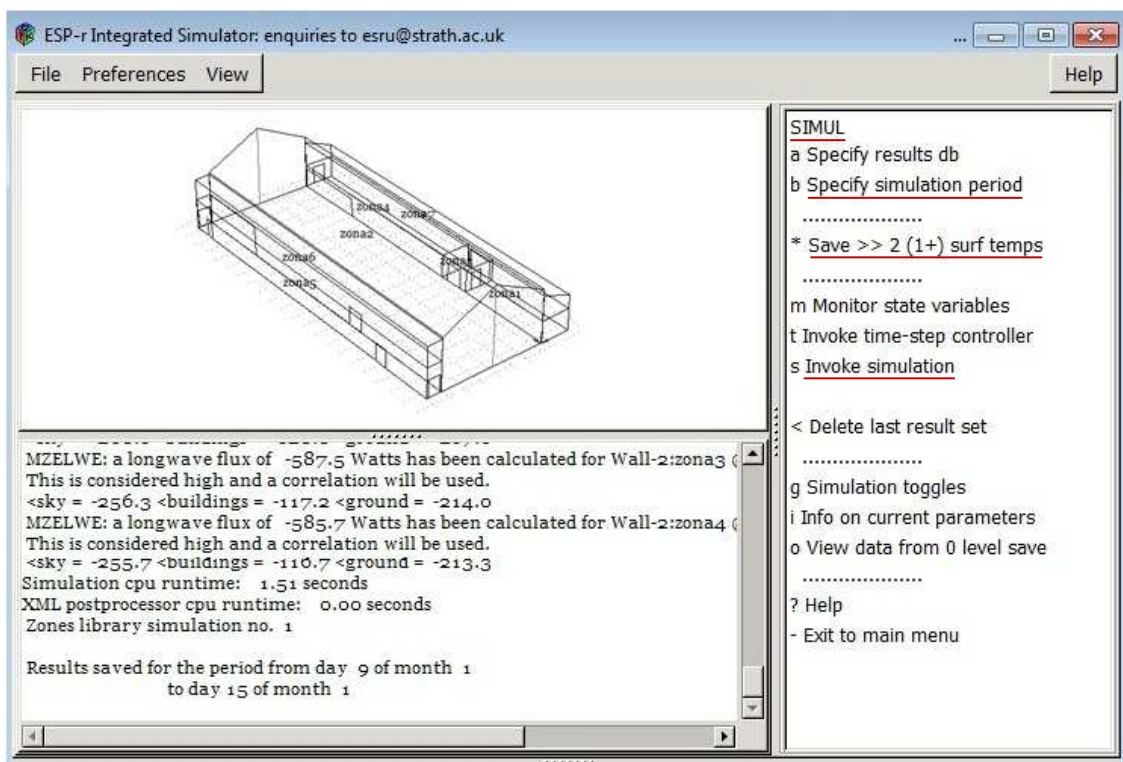 ESP-r Integrated Simulator: enquiries to esru@strath.ac.uk
...
File Preferences View
Help
zona4 zona7
zona2
zona6
zona5
zona1
MZELWE: a longwave flux of -587.5 Watts has been calculated for Wall-2:zona3 (
This is considered high and a correlation will be used.
<sky = -256.3 <buildings = -117.2 <ground = -214.0
MZELWE: a longwave flux of -585.7 Watts has been calculated for Wall-2:zona4 (
This is considered high and a correlation will be used.
<sky = -255.7 <buildings = -116.7 <ground = -213.3
Simulation cpu runtime: 1.51 seconds
XML postprocessor cpu runtime: 0.00 seconds
Zones library simulation no. 1
Results saved for the period from day 9 of month 1
to day 15 of month 1
SIMUL
a Specify results db
b Specify simulation period
...................
* Save >> 2 (1+) surf temps
...................
m Monitor state variables
t Invoke time-step controller
s Invoke simulation
< Delete last result set
...................
g Simulation toggles
i Info on current parameters
o View data from 0 level save
...................
? Help
- Exit to main menu